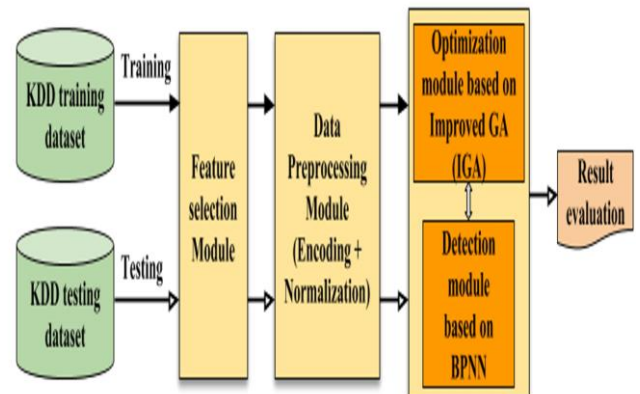 KDD training
dataset
Training
KDD testing
dataset
Testing
Feature
selection
Module
Data
Preprocessing
Module
(Encoding +
Normalization)
Optimization
module based on
Improved GA
(IGA)
Detection
module
based on
BPNN
Result
evaluation